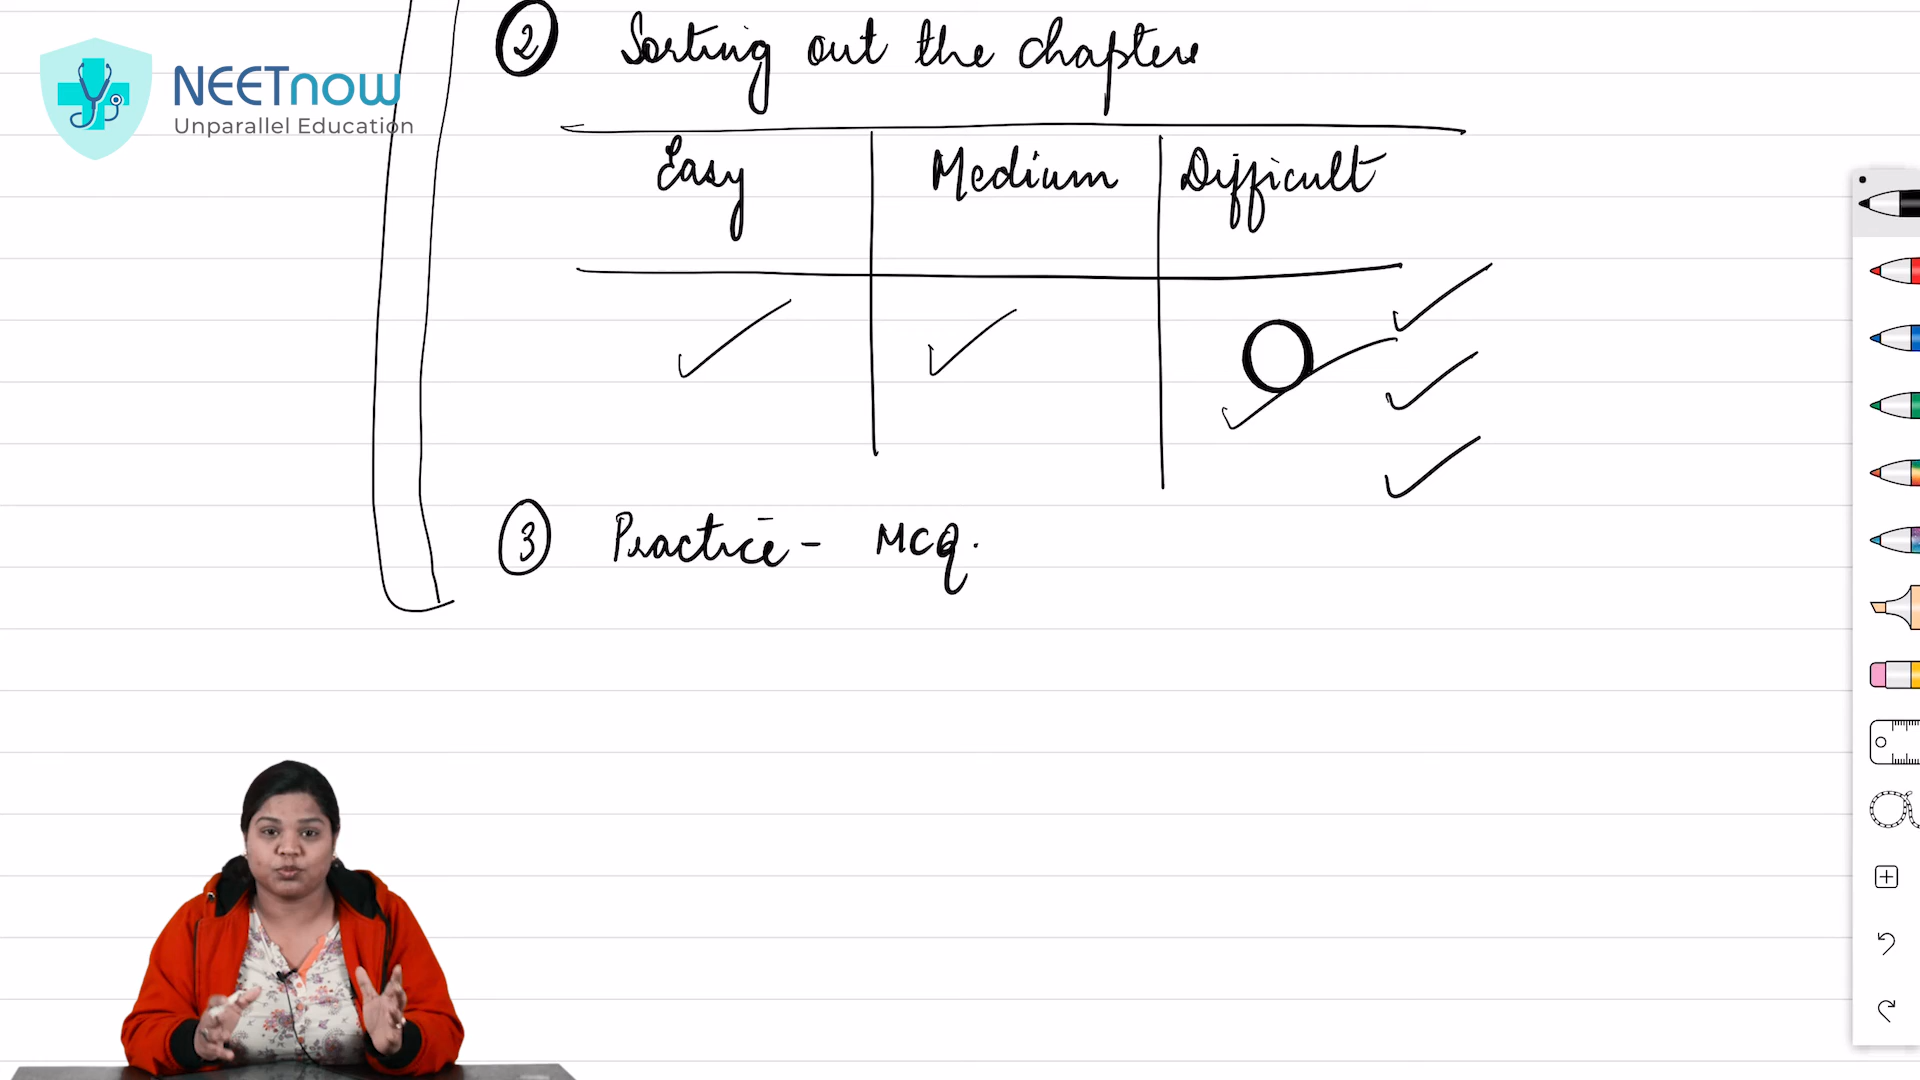 NEETnow
Unparallel Education
2 Sorting out the chapters
Easy Medium Difficult
3 Practice - MCQ.